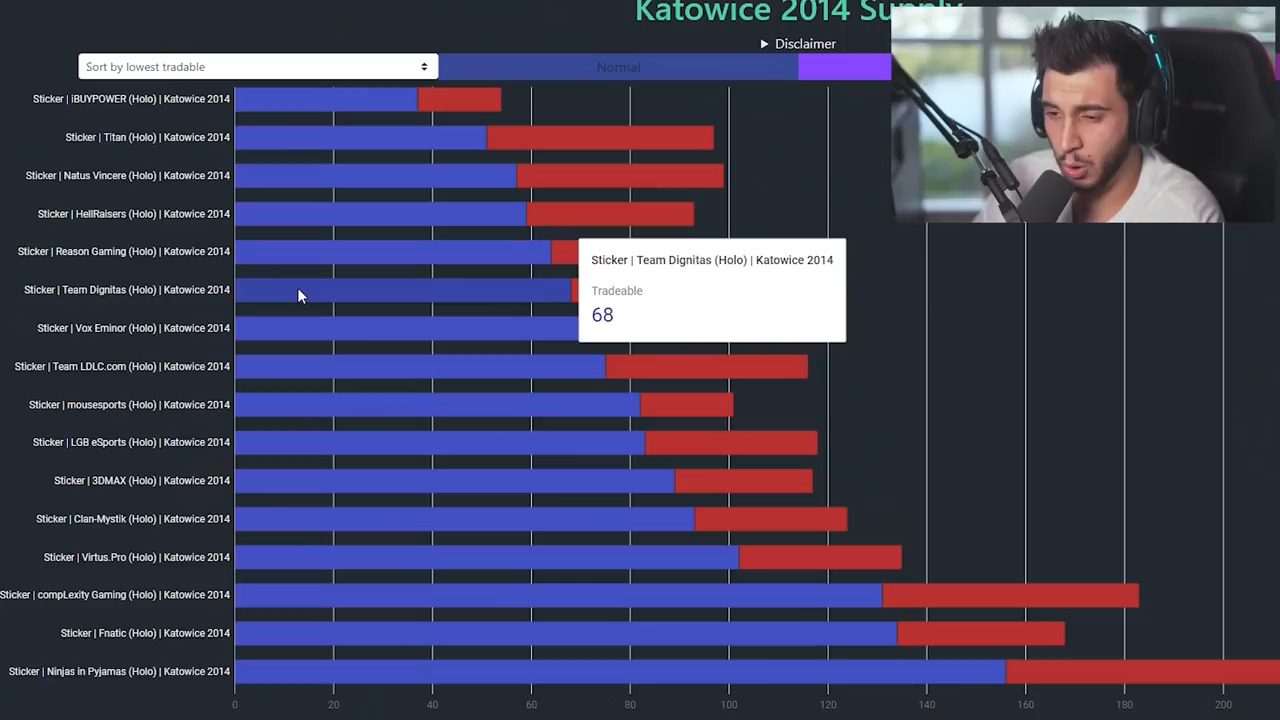 Katowice 2014 Supply
Disclaimer
Sort by lowest tradable
Normal
Sticker | iBUYPOWER (Holo) | Katowice 2014
Sticker | Titan (Holo) | Katowice 2014
Sticker | Natus Vincere (Holo) | Katowice 2014
Sticker | HellRaisers (Holo) | Katowice 2014
Sticker | Reason Gaming (Holo) | Katowice 2014
Sticker | Team Dignitas (Holo) | Katowice 2014
Sticker | Vox Eminor (Holo) | Katowice 2014
Sticker | Team LDLC.com (Holo) | Katowice 2014
Sticker | mousesports (Holo) | Katowice 2014
Sticker | LGB eSports (Holo) | Katowice 2014
Sticker | 3DMAX (Holo) | Katowice 2014
Sticker | Clan-Mystik (Holo) | Katowice 2014
Sticker | Virtus.Pro (Holo) | Katowice 2014
Sticker | compLexity Gaming (Holo) | Katowice 2014
Sticker | Fnatic (Holo) | Katowice 2014
Sticker | Ninjas in Pyjamas (Holo) | Katowice 2014
Sticker | Team Dignitas (Holo) | Katowice 2014
Tradeable
68
0 20 40 60 80 100 120 140 160 180 200